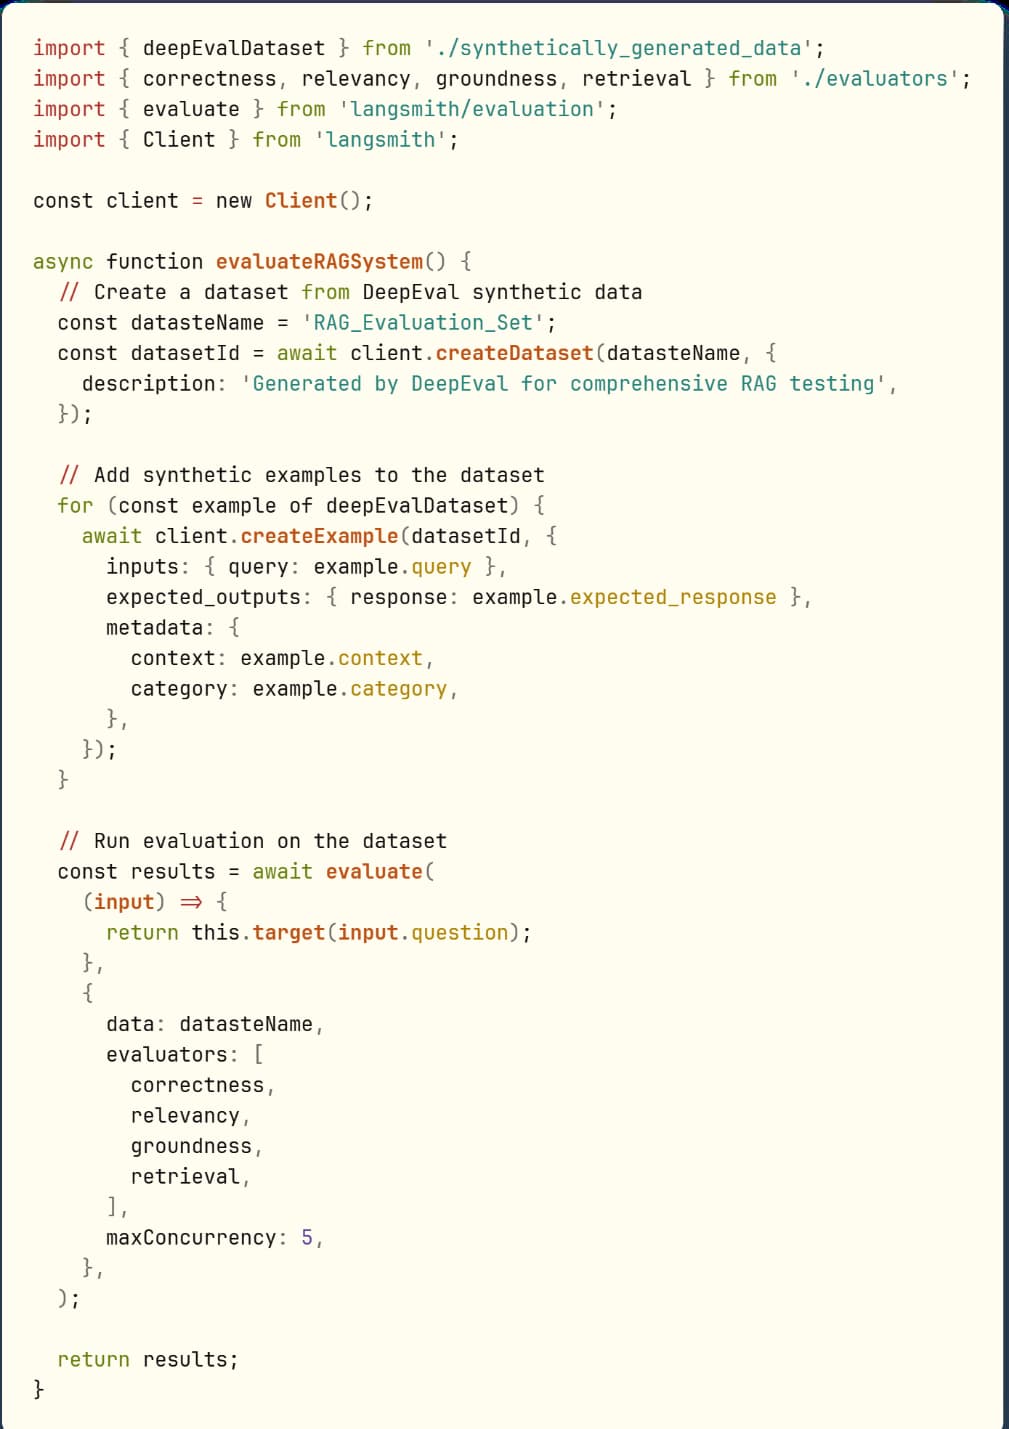 import { deepEvalDataset } from './synthetically_generated_data';
import { correctness, relevancy, groundness, retrieval } from './evaluators';
import { evaluate } from 'langsmith/evaluation';
import { Client } from 'langsmith';

const client = new Client();

async function evaluateRAGSystem() {
  // Create a dataset from DeepEval synthetic data
  const datasteName = 'RAG_Evaluation_Set';
  const datasetId = await client.createDataset(datasteName, {
    description: 'Generated by DeepEval for comprehensive RAG testing',
  });

  // Add synthetic examples to the dataset
  for (const example of deepEvalDataset) {
    await client.createExample(datasetId, {
      inputs: { query: example.query },
      expected_outputs: { response: example.expected_response },
      metadata: {
        context: example.context,
        category: example.category,
      },
    });
  }

  // Run evaluation on the dataset
  const results = await evaluate(
    (input) => {
      return this.target(input.question);
    },
    {
      data: datasteName,
      evaluators: [
        correctness,
        relevancy,
        groundness,
        retrieval,
      ],
      maxConcurrency: 5,
    },
  );

  return results;
}